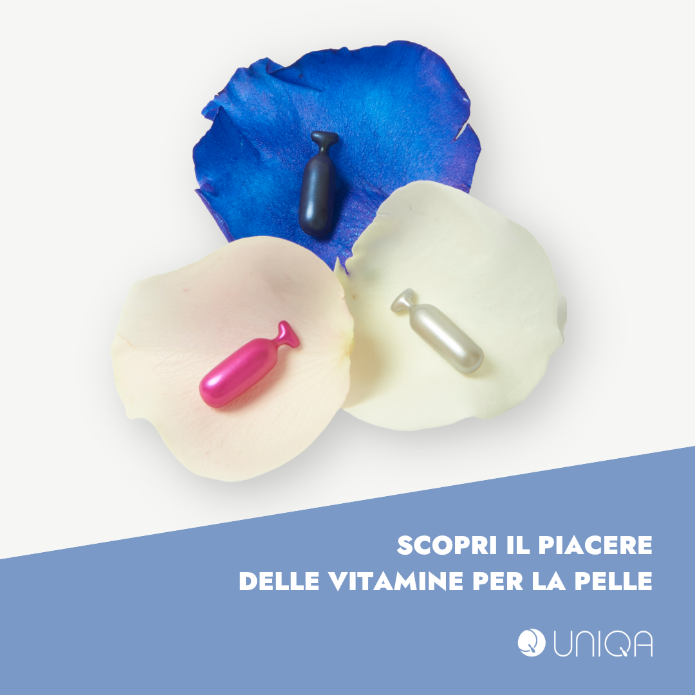 SCOPRI IL PIACERE
DELLE VITAMINE PER LA PELLE
UNIQA